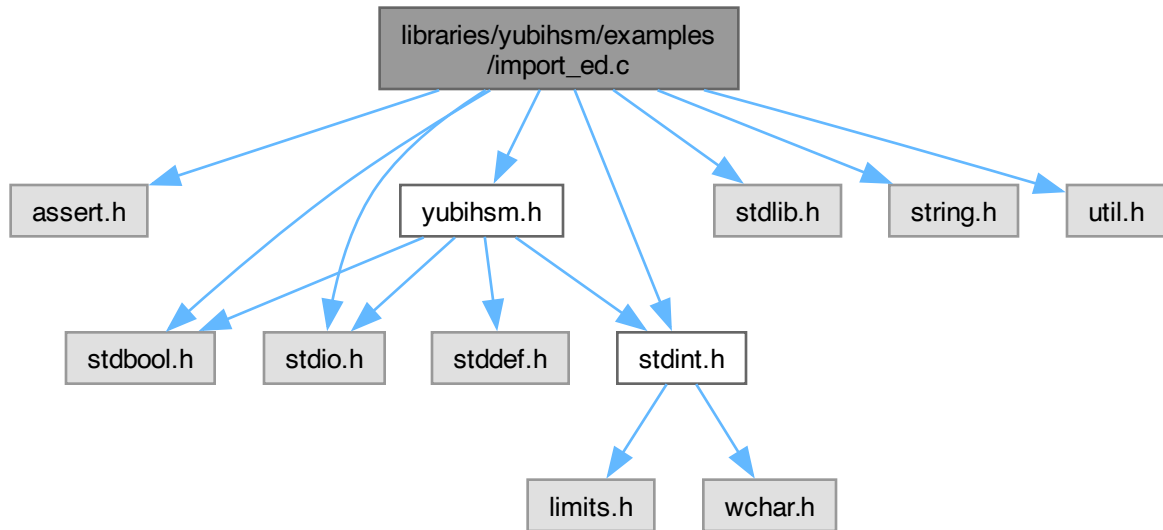 libraries/yubihsm/examples
/import_ed.c
assert.h
yubihsm.h
stdlib.h
string.h
util.h
stdbool.h
stdio.h
stddef.h
stdint.h
limits.h
wchar.h